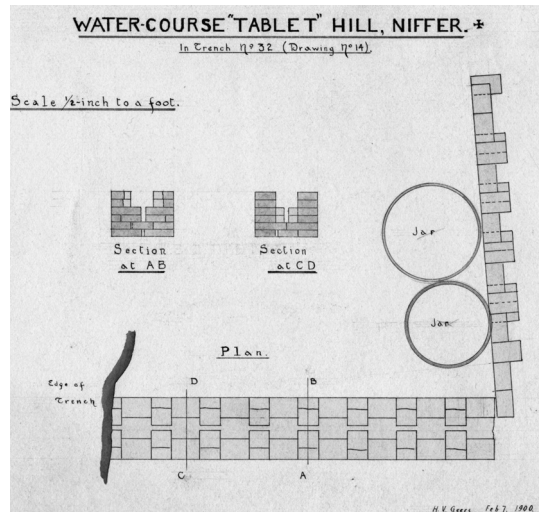 WATER-COURSE "TABLET" HILL, NIFFER.
In Trench Nº 32 (Drawing Nº 14).
Scale ½-inch to a foot.
Jar
Section
at AB
Section
at CD
Jar
Plan.
Edge of
Trench
D
B
C
A
H. V. Geere Feb 7. 1900.